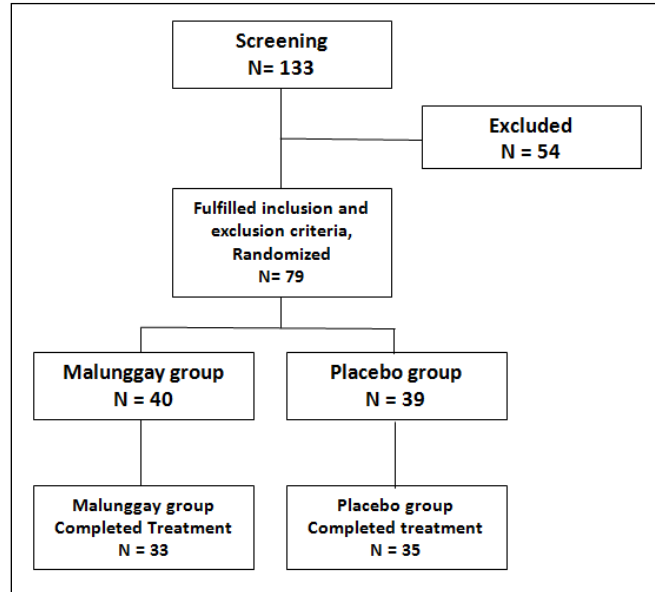 Screening
N= 133
Excluded
N = 54
Fulfilled inclusion and
exclusion criteria,
Randomized
N= 79
Malunggay group
N = 40
Placebo group
N = 39
Malunggay group
Completed Treatment
N = 33
Placebo group
Completed treatment
N = 35